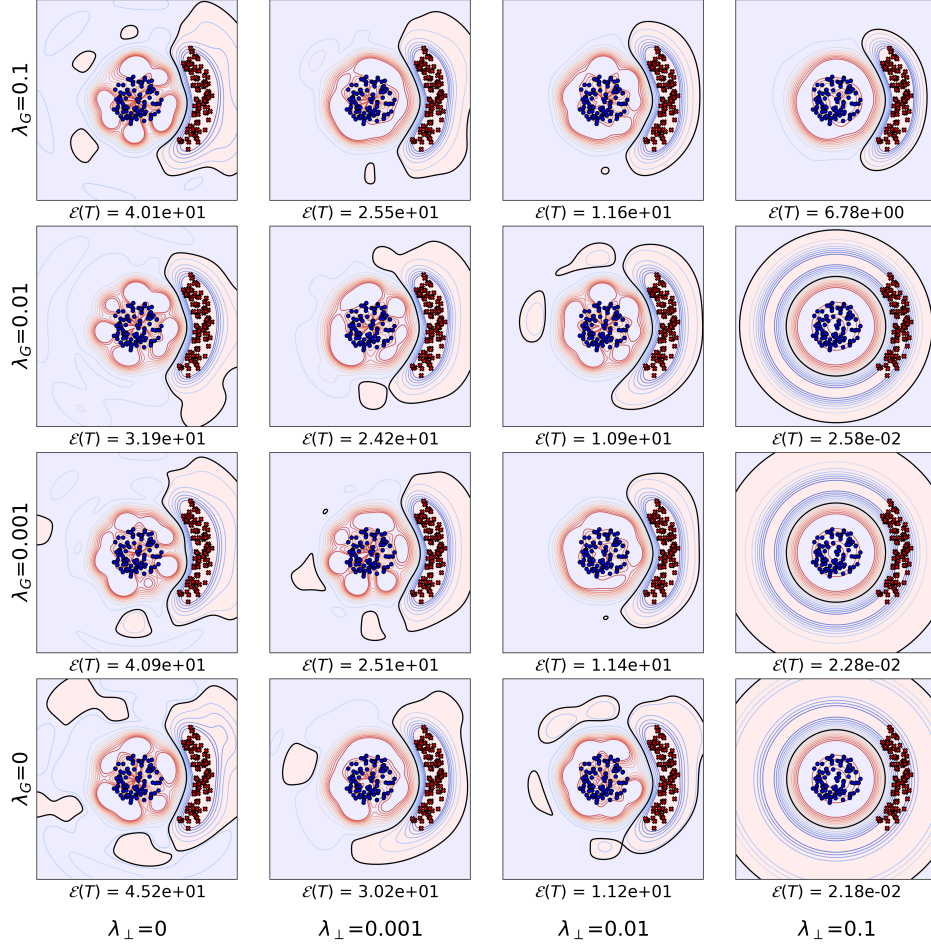 λ_G=0.1
ℰ(T) = 4.01e+01
ℰ(T) = 2.55e+01
ℰ(T) = 1.16e+01
ℰ(T) = 6.78e+00
λ_G=0.01
ℰ(T) = 3.19e+01
ℰ(T) = 2.42e+01
ℰ(T) = 1.09e+01
ℰ(T) = 2.58e-02
λ_G=0.001
ℰ(T) = 4.09e+01
ℰ(T) = 2.51e+01
ℰ(T) = 1.14e+01
ℰ(T) = 2.28e-02
λ_G=0
ℰ(T) = 4.52e+01
ℰ(T) = 3.02e+01
ℰ(T) = 1.12e+01
ℰ(T) = 2.18e-02
λ_⊥=0
λ_⊥=0.001
λ_⊥=0.01
λ_⊥=0.1